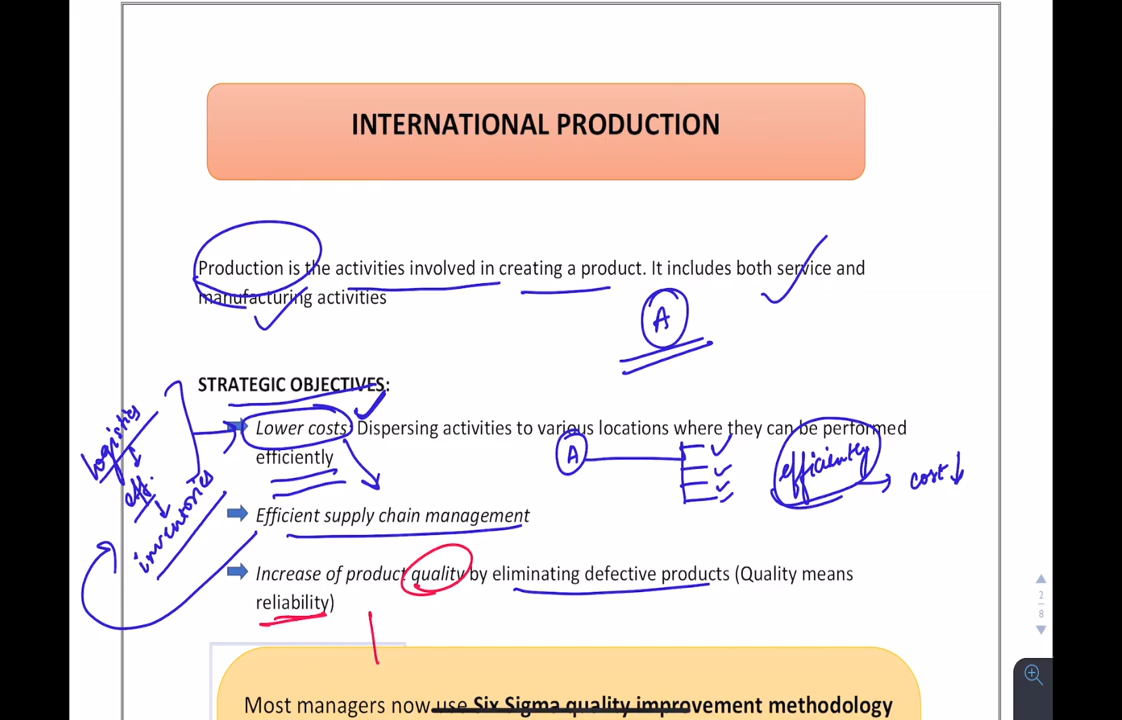 INTERNATIONAL PRODUCTION
Production is the activities involved in creating a product. It includes both service and
manufacturing activities
A
STRATEGIC OBJECTIVES:
Lower costs: Dispersing activities to various locations where they can be performed
efficiently
A
efficiently
cost
logistics
eff.
inventories
Efficient supply chain management
Increase of product quality by eliminating defective products (Quality means
reliability)
2
8
Most managers now use Six Sigma quality improvement methodology